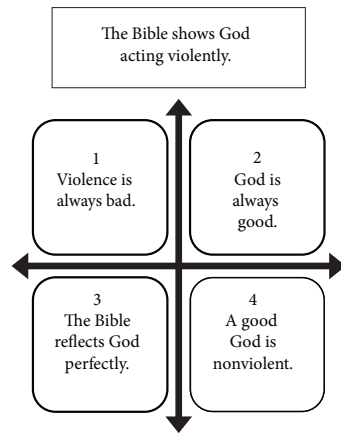 The Bible shows God
acting violently.
1
Violence is
always bad.
2
God is
always
good.
3
The Bible
reflects God
perfectly.
4
A good
God is
nonviolent.